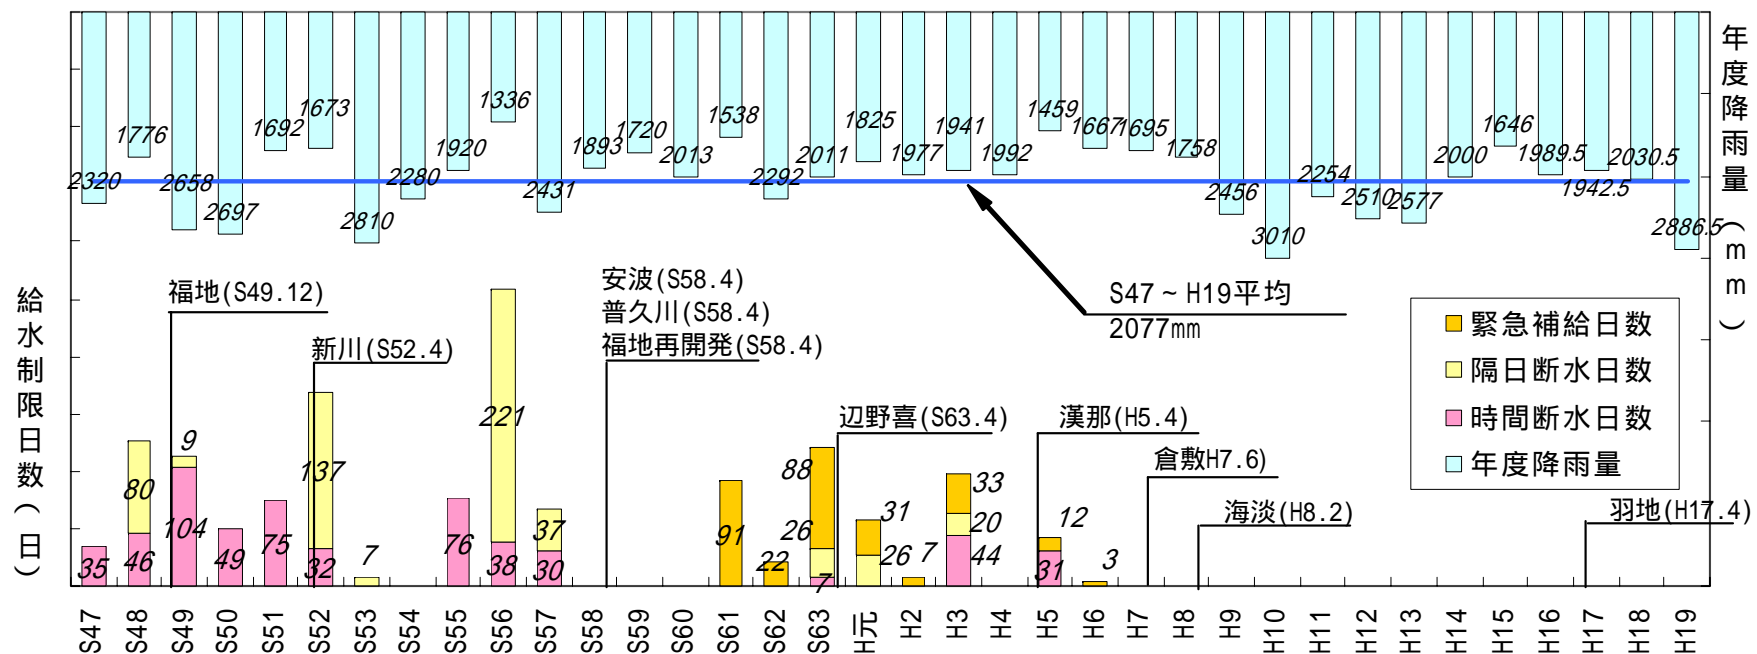 年度降雨量(mm)
2320
1776
2658
2697
1692
1673
2810
2280
1920
1336
2431
1893
1720
2013
1538
2292
2011
1825
1977
1941
1992
1459
1667
1695
1758
2456
3010
2254
2510
2577
2000
1646
1989.5
1942.5
2030.5
2886.5
S47~H19平均
2077mm
給水制限日数(日)
福地(S49.12)
新川(S52.4)
安波(S58.4)
普久川(S58.4)
福地再開発(S58.4)
辺野喜(S63.4)
漢那(H5.4)
倉敷H7.6)
海淡(H8.2)
羽地(H17.4)
緊急補給日数
隔日断水日数
時間断水日数
年度降雨量
35
80
46
9
104
49
75
137
32
7
76
221
38
37
30
91
22
88
26
7
31
26
7
33
20
44
12
31
3
S47
S48
S49
S50
S51
S52
S53
S54
S55
S56
S57
S58
S59
S60
S61
S62
S63
H元
H2
H3
H4
H5
H6
H7
H8
H9
H10
H11
H12
H13
H14
H15
H16
H17
H18
H19